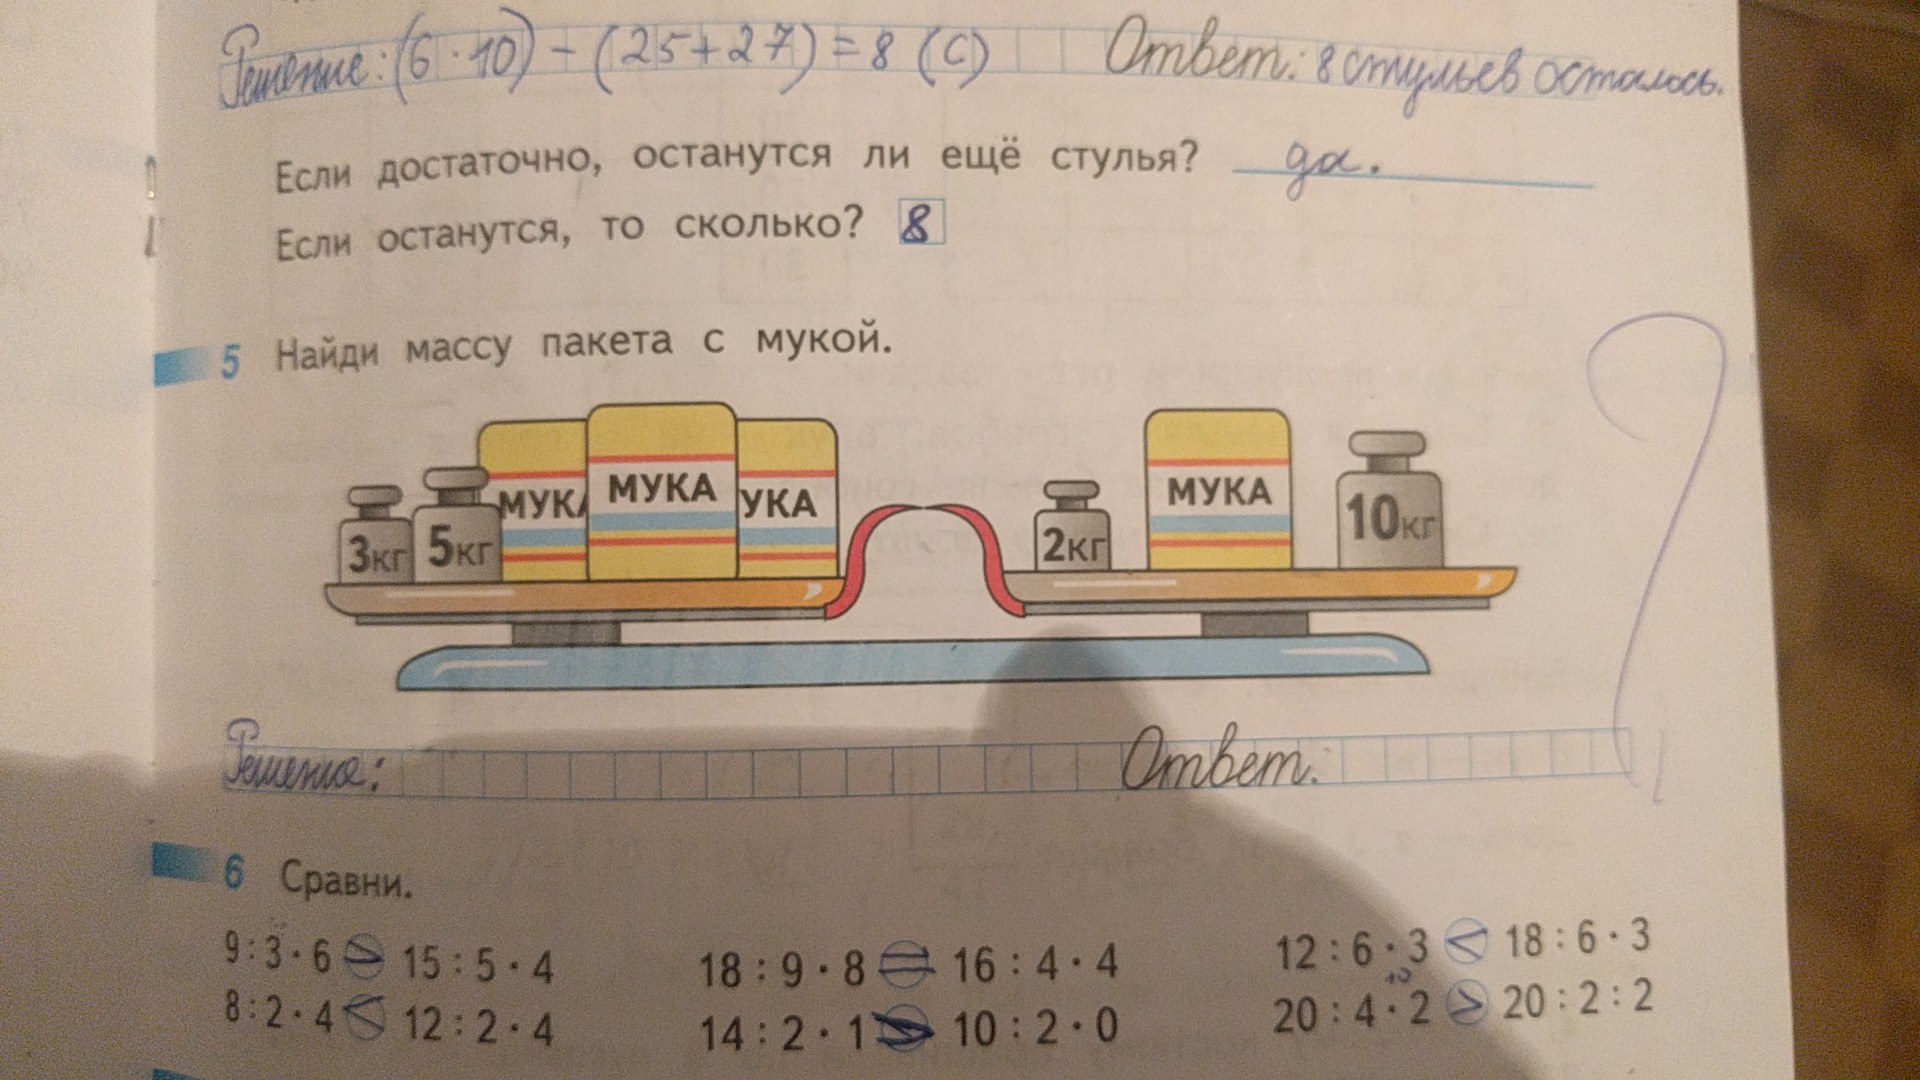 Решение: (6 · 10) - (25+27) = 8 (С) Ответ: 8 стульев осталось.
Если достаточно, останутся ли ещё стулья? да.
Если останутся, то сколько? 8
5 Найди массу пакета с мукой.
МУКА МУКА УКА МУКА
3кг 5кг 2кг 10кг
Решение: Ответ:
6 Сравни.
9 : 3 · 6 > 15 : 5 · 4 18 : 9 · 8 = 16 : 4 · 4 12 : 6 · 3 < 18 : 6 · 3
8 : 2 · 4 < 12 : 2 · 4 14 : 2 · 1 > 10 : 2 · 0 20 : 4 · 2 > 20 : 2 : 2